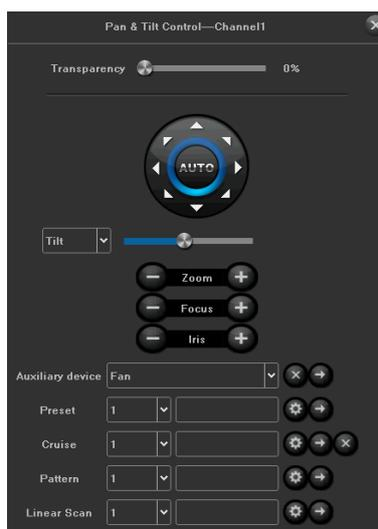 Pan & Tilt Control—Channel1
Transparency 0%
AUTO
Tilt
Zoom
Focus
Iris
Auxiliary device Fan
Preset 1
Cruise 1
Pattern 1
Linear Scan 1